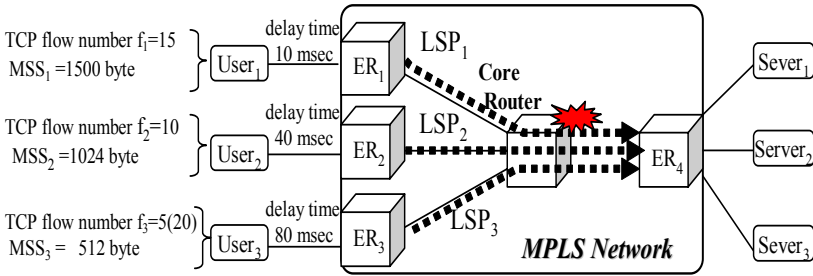 TCP flow number f1=15
MSS1 =1500 byte
User1
delay time
10 msec
ER1
LSP1
Core
Router
Sever1
TCP flow number f2=10
MSS2 =1024 byte
User2
delay time
40 msec
ER2
LSP2
ER4
Server2
TCP flow number f3=5(20)
MSS3 = 512 byte
User3
delay time
80 msec
ER3
LSP3
MPLS Network
Sever3